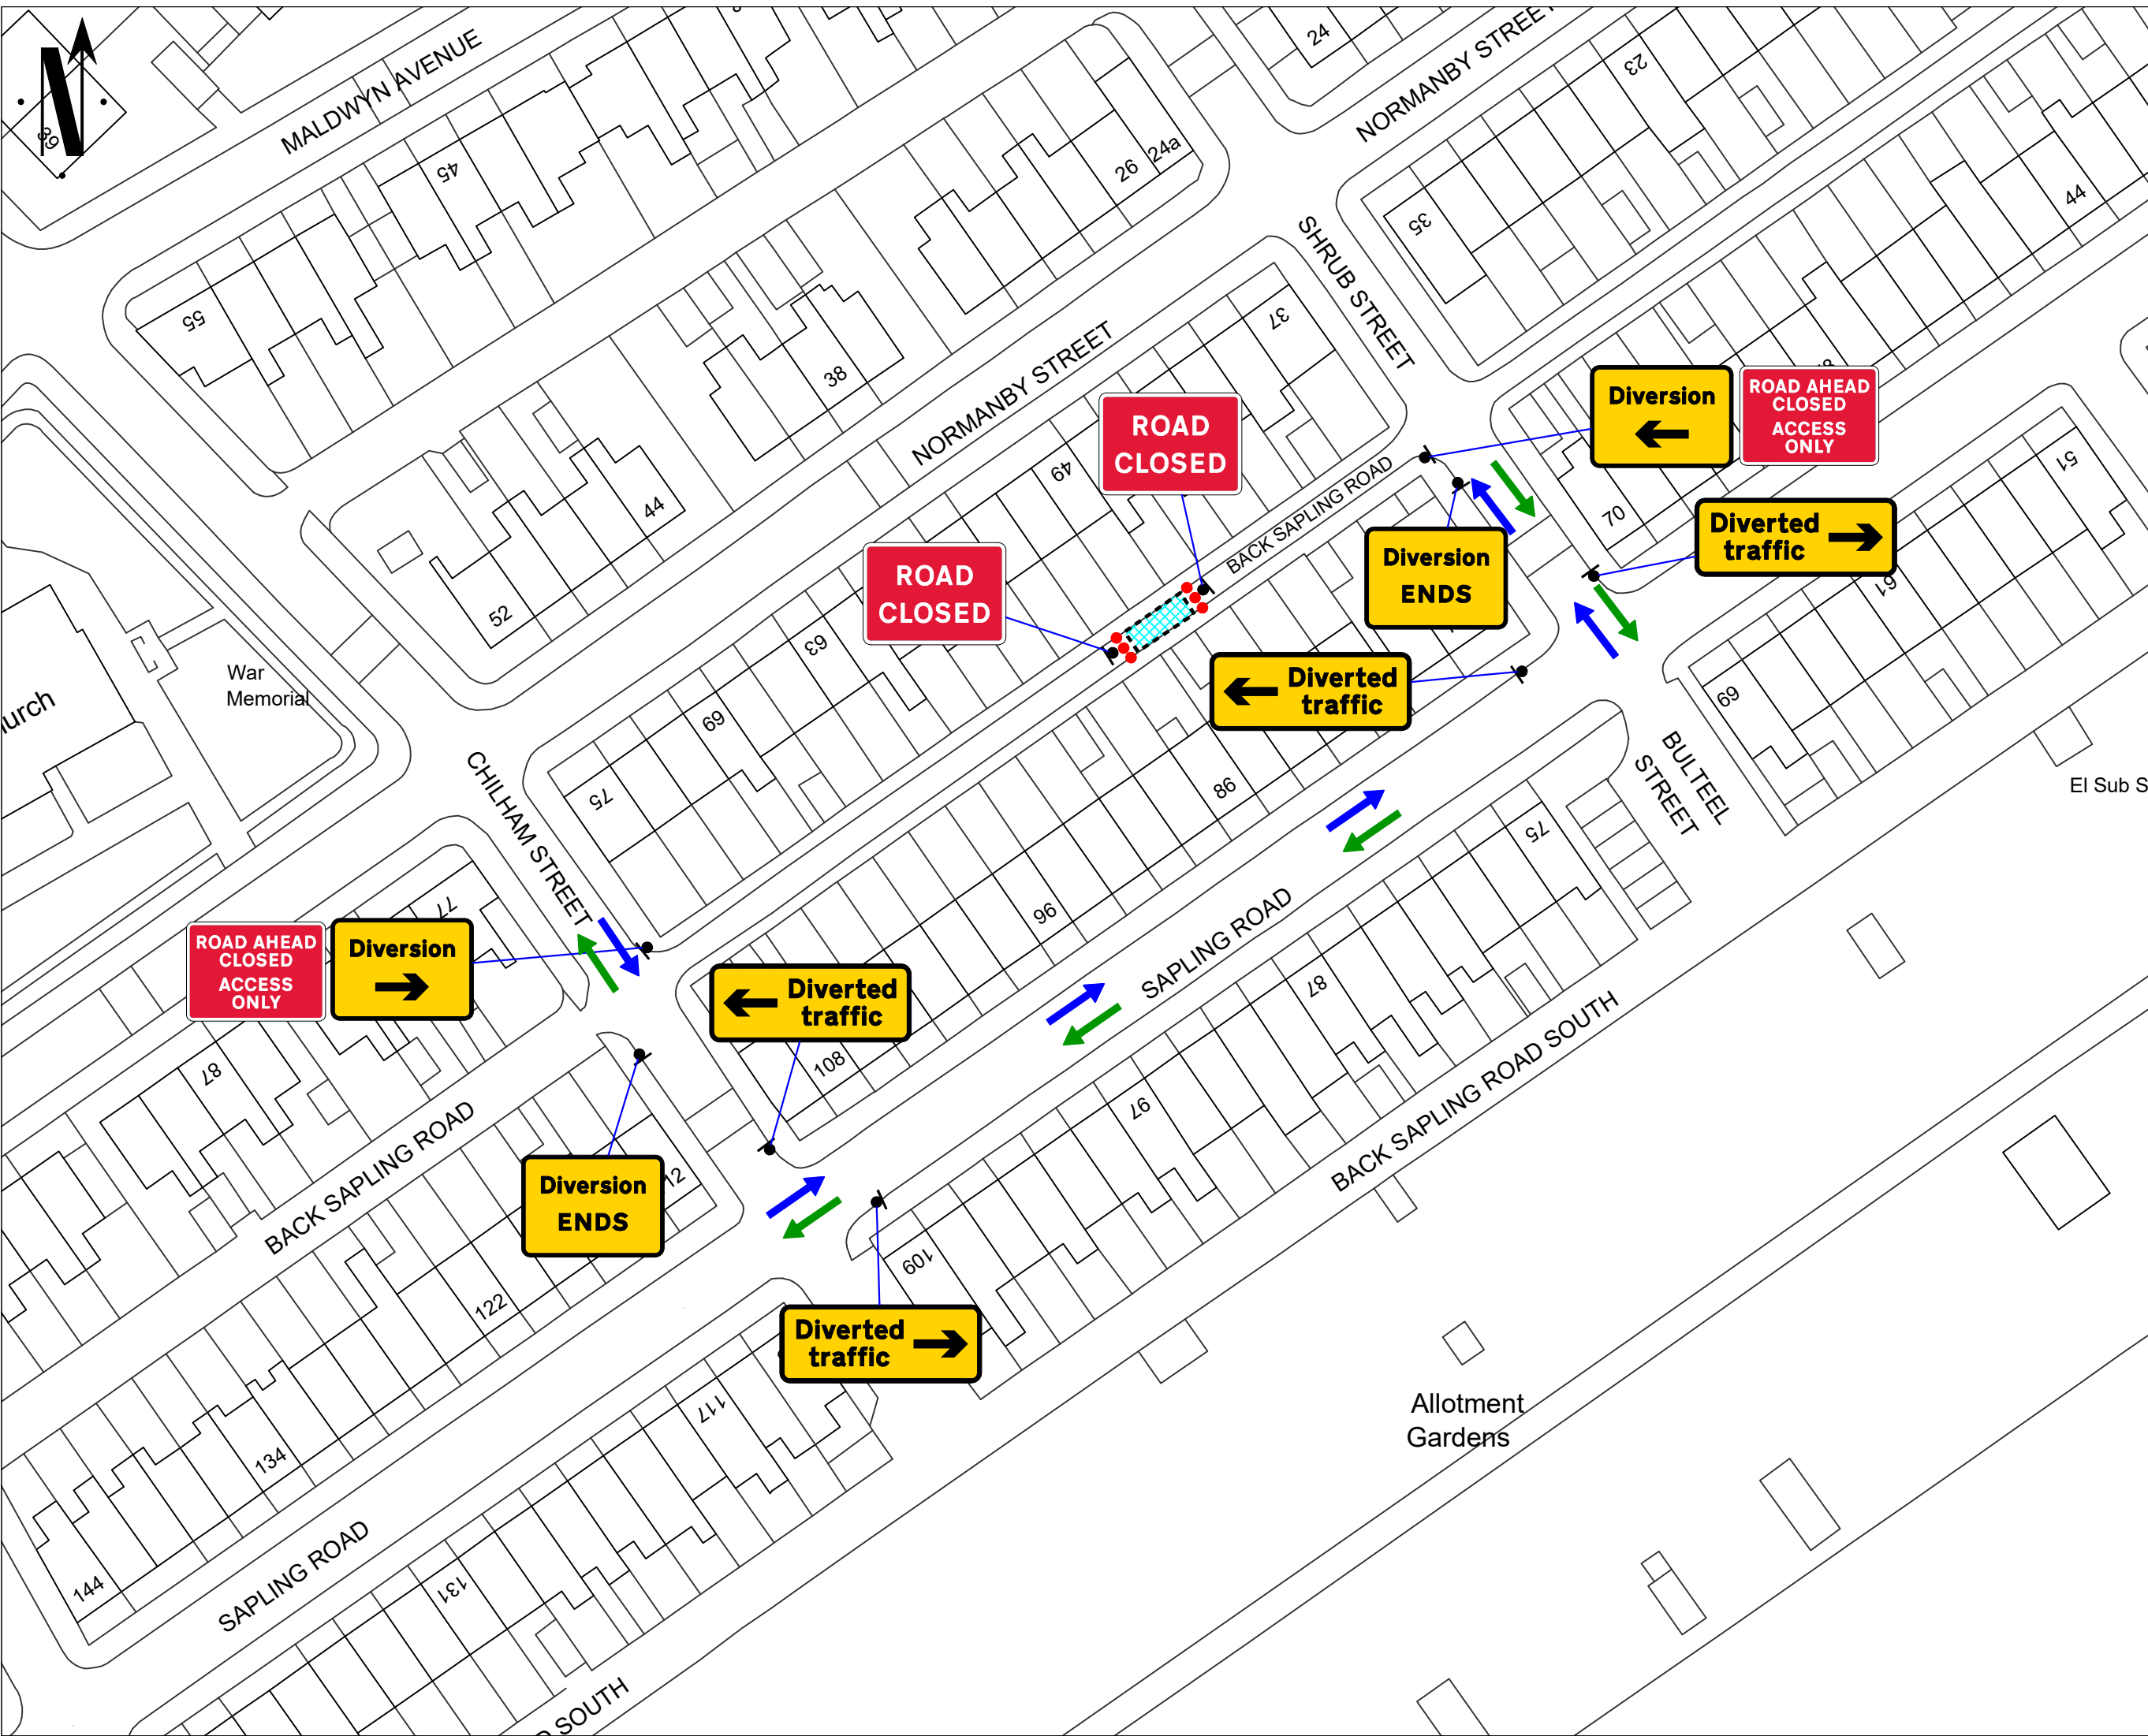 N
39
MALDWYN AVENUE
45
55
24
NORMANBY STREET
23
35
26
24a
44
SHRUB STREET
37
38
NORMANBY STREET
49
44
52
ROAD
CLOSED
Diversion
ROAD AHEAD
CLOSED
ACCESS
ONLY
BACK SAPLING ROAD
70
51
Diverted
traffic
61
ROAD
CLOSED
Diversion
ENDS
63
War
Memorial
69
75
Diverted
traffic
69
BULTEEL
STREET
86
El Sub S
CHILHAM STREET
75
77
ROAD AHEAD
CLOSED
ACCESS
ONLY
Diversion
96
SAPLING ROAD
87
Diverted
traffic
108
87
97
BACK SAPLING ROAD SOUTH
BACK SAPLING ROAD
Diversion
ENDS
12
109
122
Diverted
traffic
117
134
Allotment
Gardens
144
SAPLING ROAD
131
SOUTH